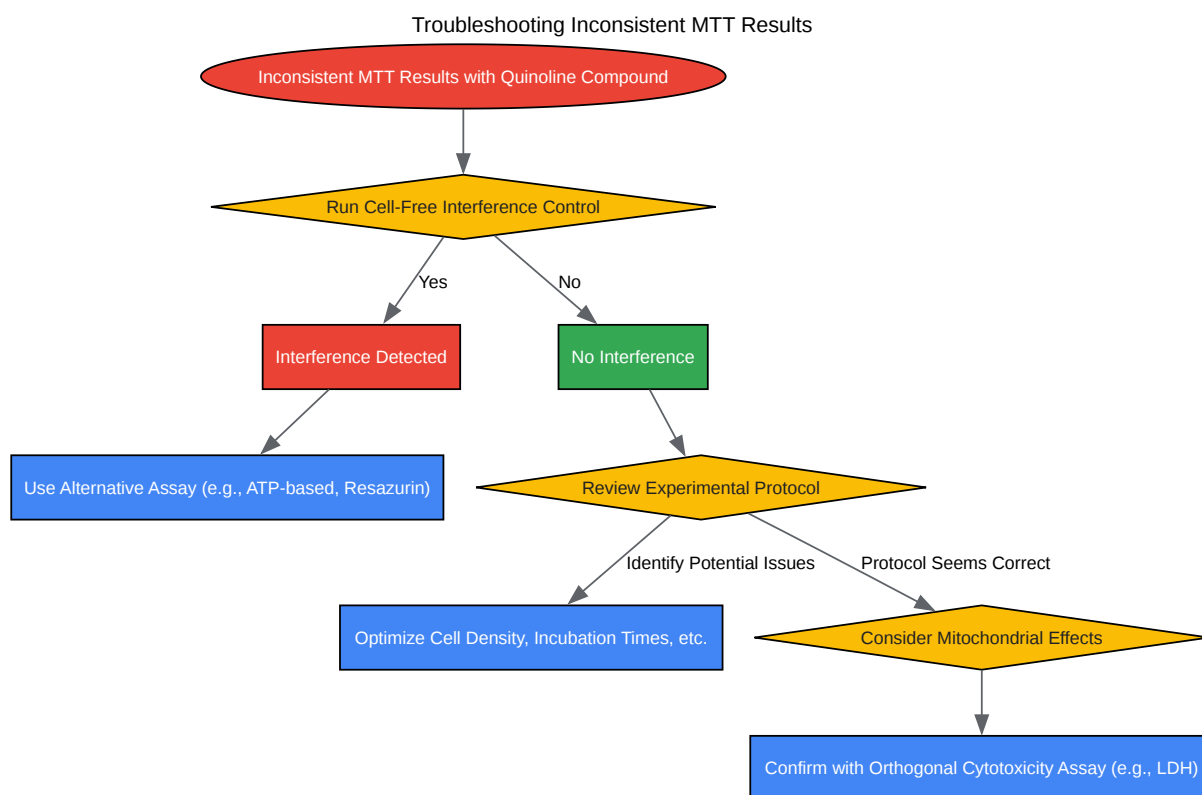 Troubleshooting Inconsistent MTT Results
Inconsistent MTT Results with Quinoline Compound
Run Cell-Free Interference Control
Yes
No
Interference Detected
No Interference
Use Alternative Assay (e.g., ATP-based, Resazurin)
Review Experimental Protocol
Identify Potential Issues
Protocol Seems Correct
Optimize Cell Density, Incubation Times, etc.
Consider Mitochondrial Effects
Confirm with Orthogonal Cytotoxicity Assay (e.g., LDH)